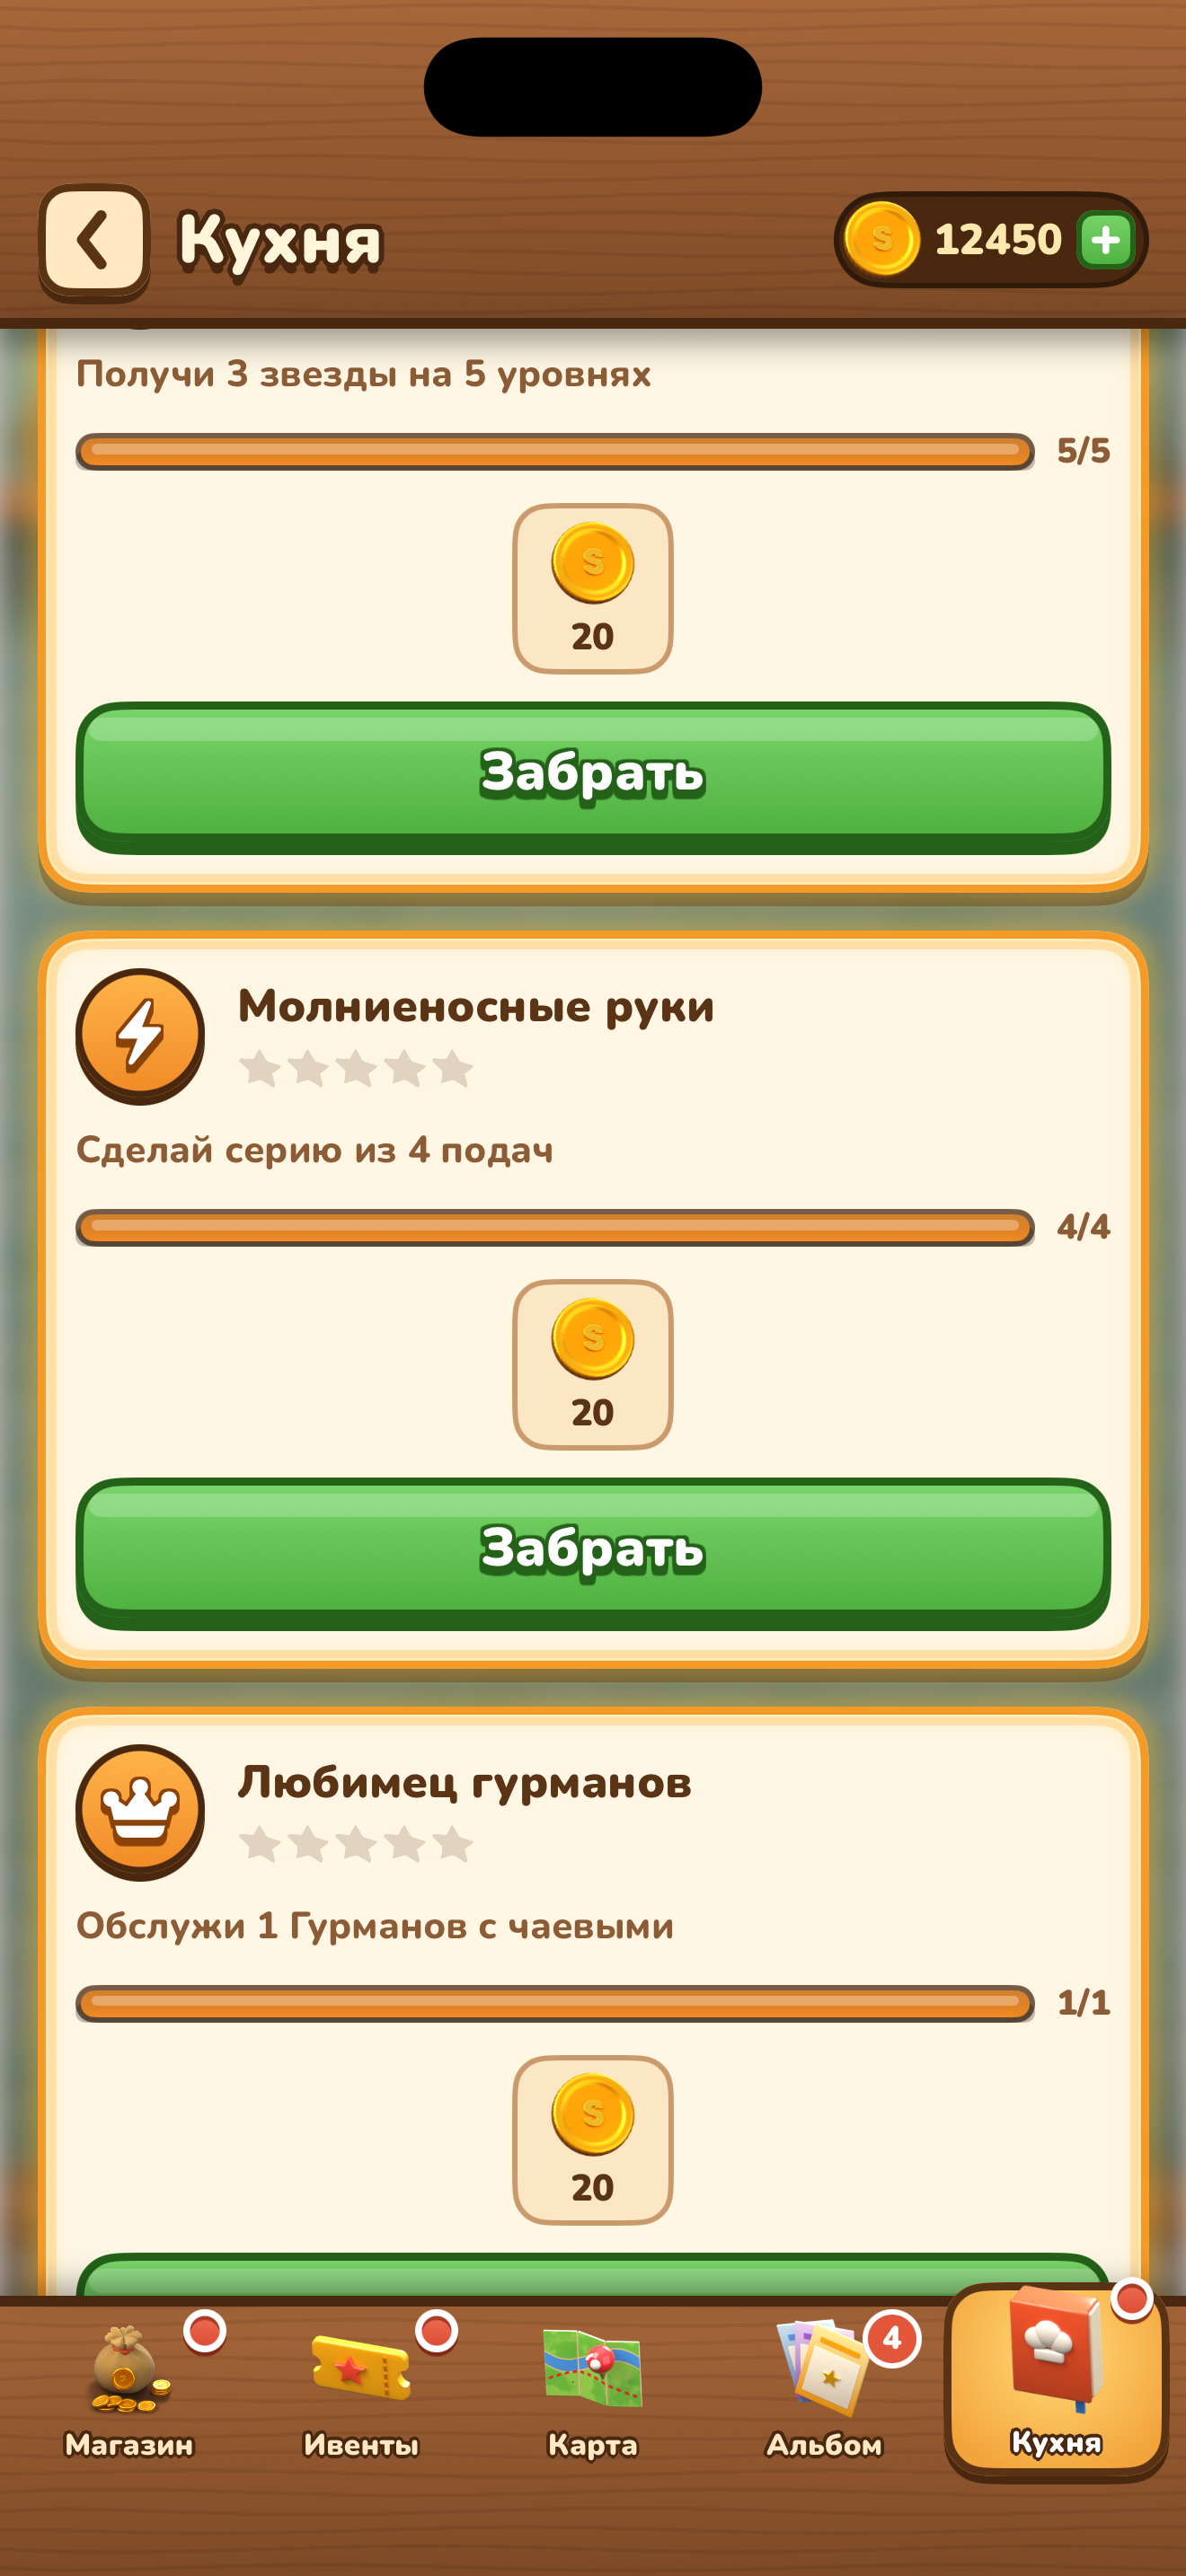 Кухня
12450
Получи 3 звезды на 5 уровнях
5/5
20
Забрать
Молниеносные руки
Сделай серию из 4 подач
4/4
20
Забрать
Любимец гурманов
Обслужи 1 Гурманов с чаевыми
1/1
20
4
Магазин
Ивенты
Карта
Альбом
Кухня